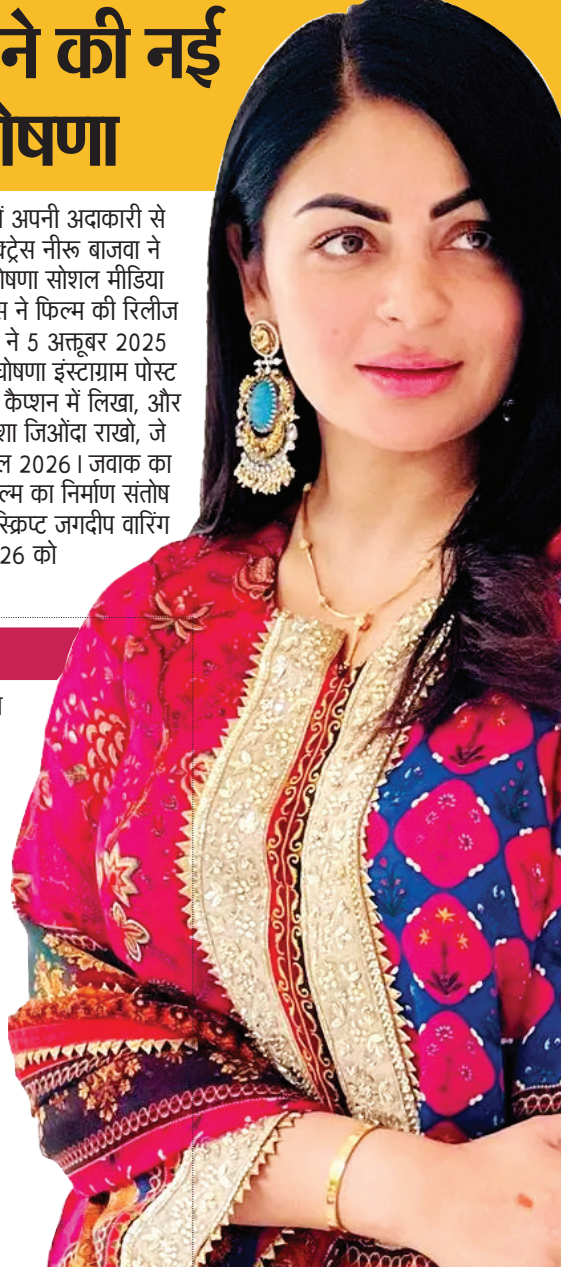 ने की नई
षणा
अपनी अदाकारी से
क्ट्रेस नीरू बाजवा ने
षणा सोशल मीडिया
ने फिल्म की रिलीज
ने 5 अक्तूबर 2025
घोषणा इंस्टाग्राम पोस्ट
कैप्शन में लिखा, और
शा जिओंदा राखो, जे
ल 2026। जवाक का
ल्म का निर्माण संतोष
स्क्रिप्ट जगदीप वारिंग
26 को